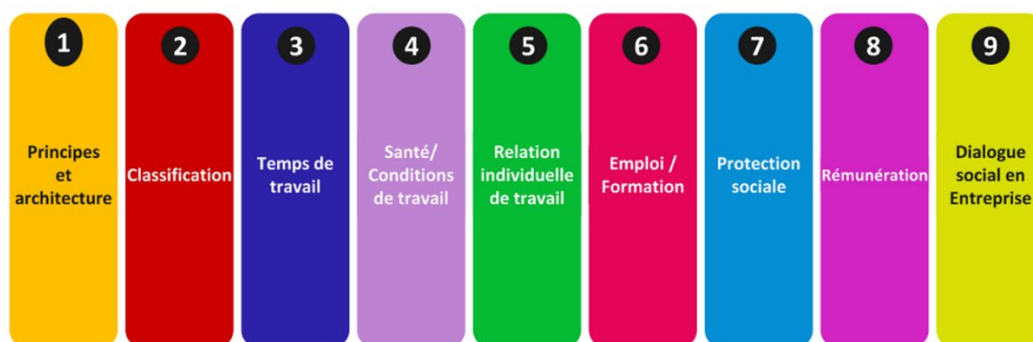 1
Principes
et
architecture
2
Classification
3
Temps de
travail
4
Santé/
Conditions
de travail
5
Relation
individuelle
de travail
6
Emploi /
Formation
7
Protection
sociale
8
Rémunération
9
Dialogue
social en
Entreprise